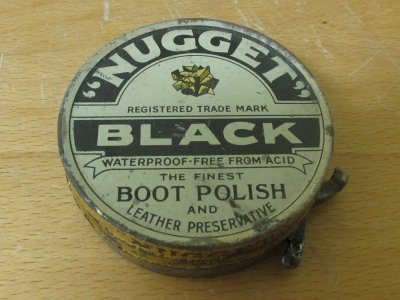 "NUGGET"
REGISTERED TRADE MARK
BLACK
WATERPROOF·FREE FROM ACID
THE FINEST
BOOT POLISH
AND
LEATHER PRESERVATIVE